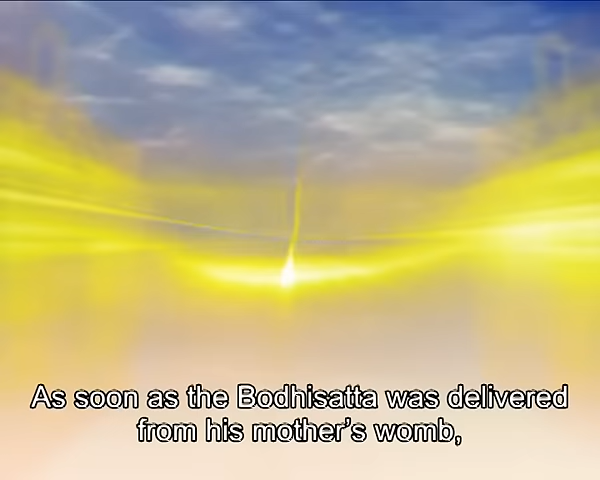 As soon as the Bodhisatta was delivered
from his mother's womb,